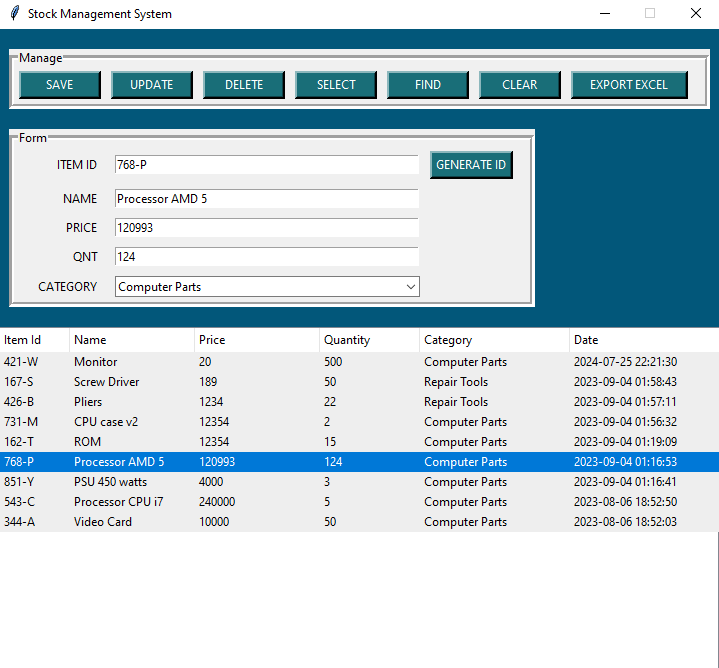 Stock Management System
Manage
SAVE UPDATE DELETE SELECT FIND CLEAR EXPORT EXCEL
Form
ITEM ID 768-P GENERATE ID
NAME Processor AMD 5
PRICE 120993
QNT 124
CATEGORY Computer Parts
Item Id Name Price Quantity Category Date
421-W Monitor 20 500 Computer Parts 2024-07-25 22:21:30
167-S Screw Driver 189 50 Repair Tools 2023-09-04 01:58:43
426-B Pliers 1234 22 Repair Tools 2023-09-04 01:57:11
731-M CPU case v2 12354 2 Computer Parts 2023-09-04 01:56:32
162-T ROM 12354 15 Computer Parts 2023-09-04 01:19:09
768-P Processor AMD 5 120993 124 Computer Parts 2023-09-04 01:16:53
851-Y PSU 450 watts 4000 3 Computer Parts 2023-09-04 01:16:41
543-C Processor CPU i7 240000 5 Computer Parts 2023-08-06 18:52:50
344-A Video Card 10000 50 Computer Parts 2023-08-06 18:52:03